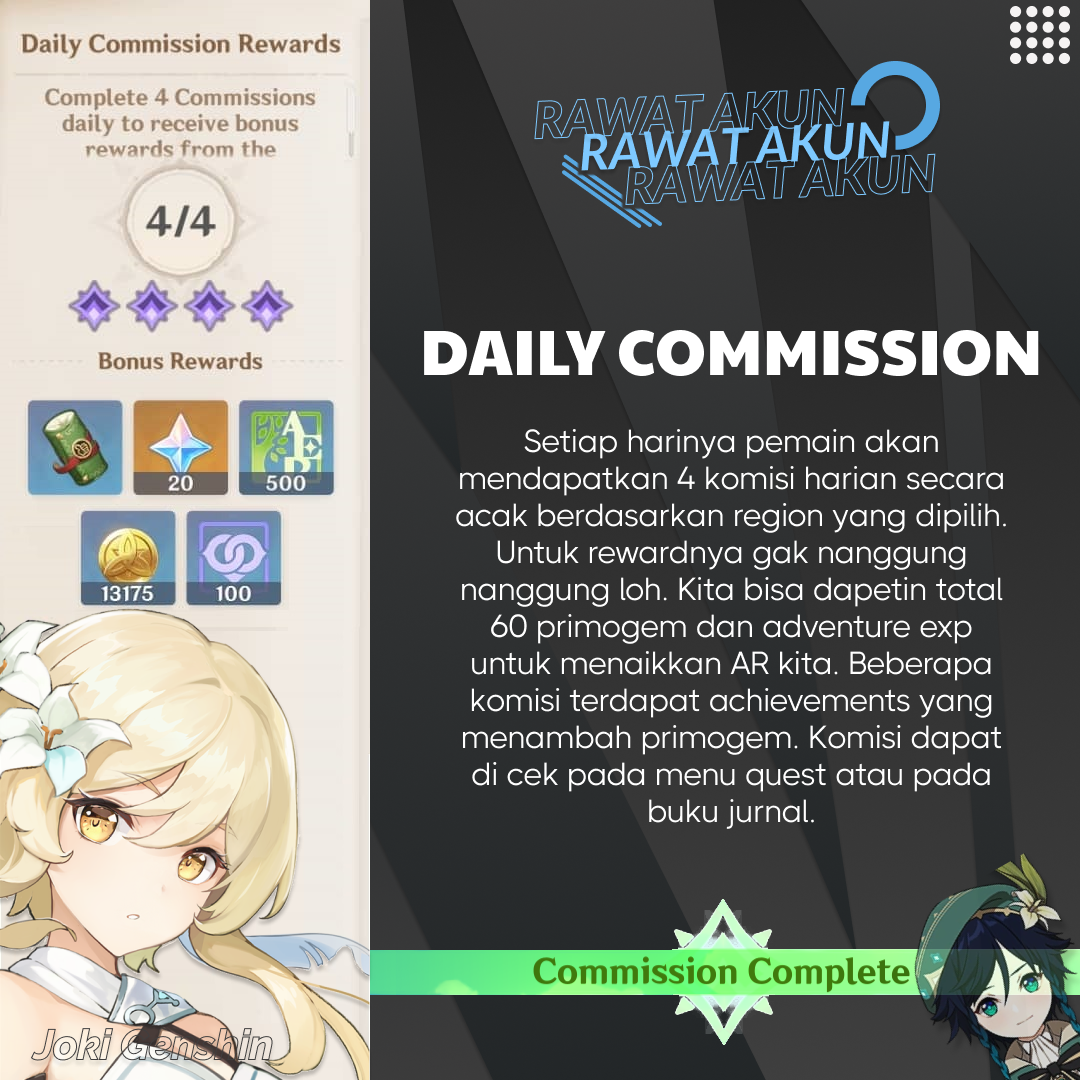 Daily Commission Rewards
Complete 4 Commissions
daily to receive bonus
rewards from the
4/4
Bonus Rewards
20
500
13175
100
Joki Genshin
RAWAT AKUN
RAWAT AKUN
RAWAT AKUN
DAILY COMMISSION
Setiap harinya pemain akan
mendapatkan 4 komisi harian secara
acak berdasarkan region yang dipilih.
Untuk rewardnya gak nanggung
nanggung loh. Kita bisa dapetin total
60 primogem dan adventure exp
untuk menaikkan AR kita. Beberapa
komisi terdapat achievements yang
menambah primogem. Komisi dapat
di cek pada menu quest atau pada
buku jurnal.
Commission Complete